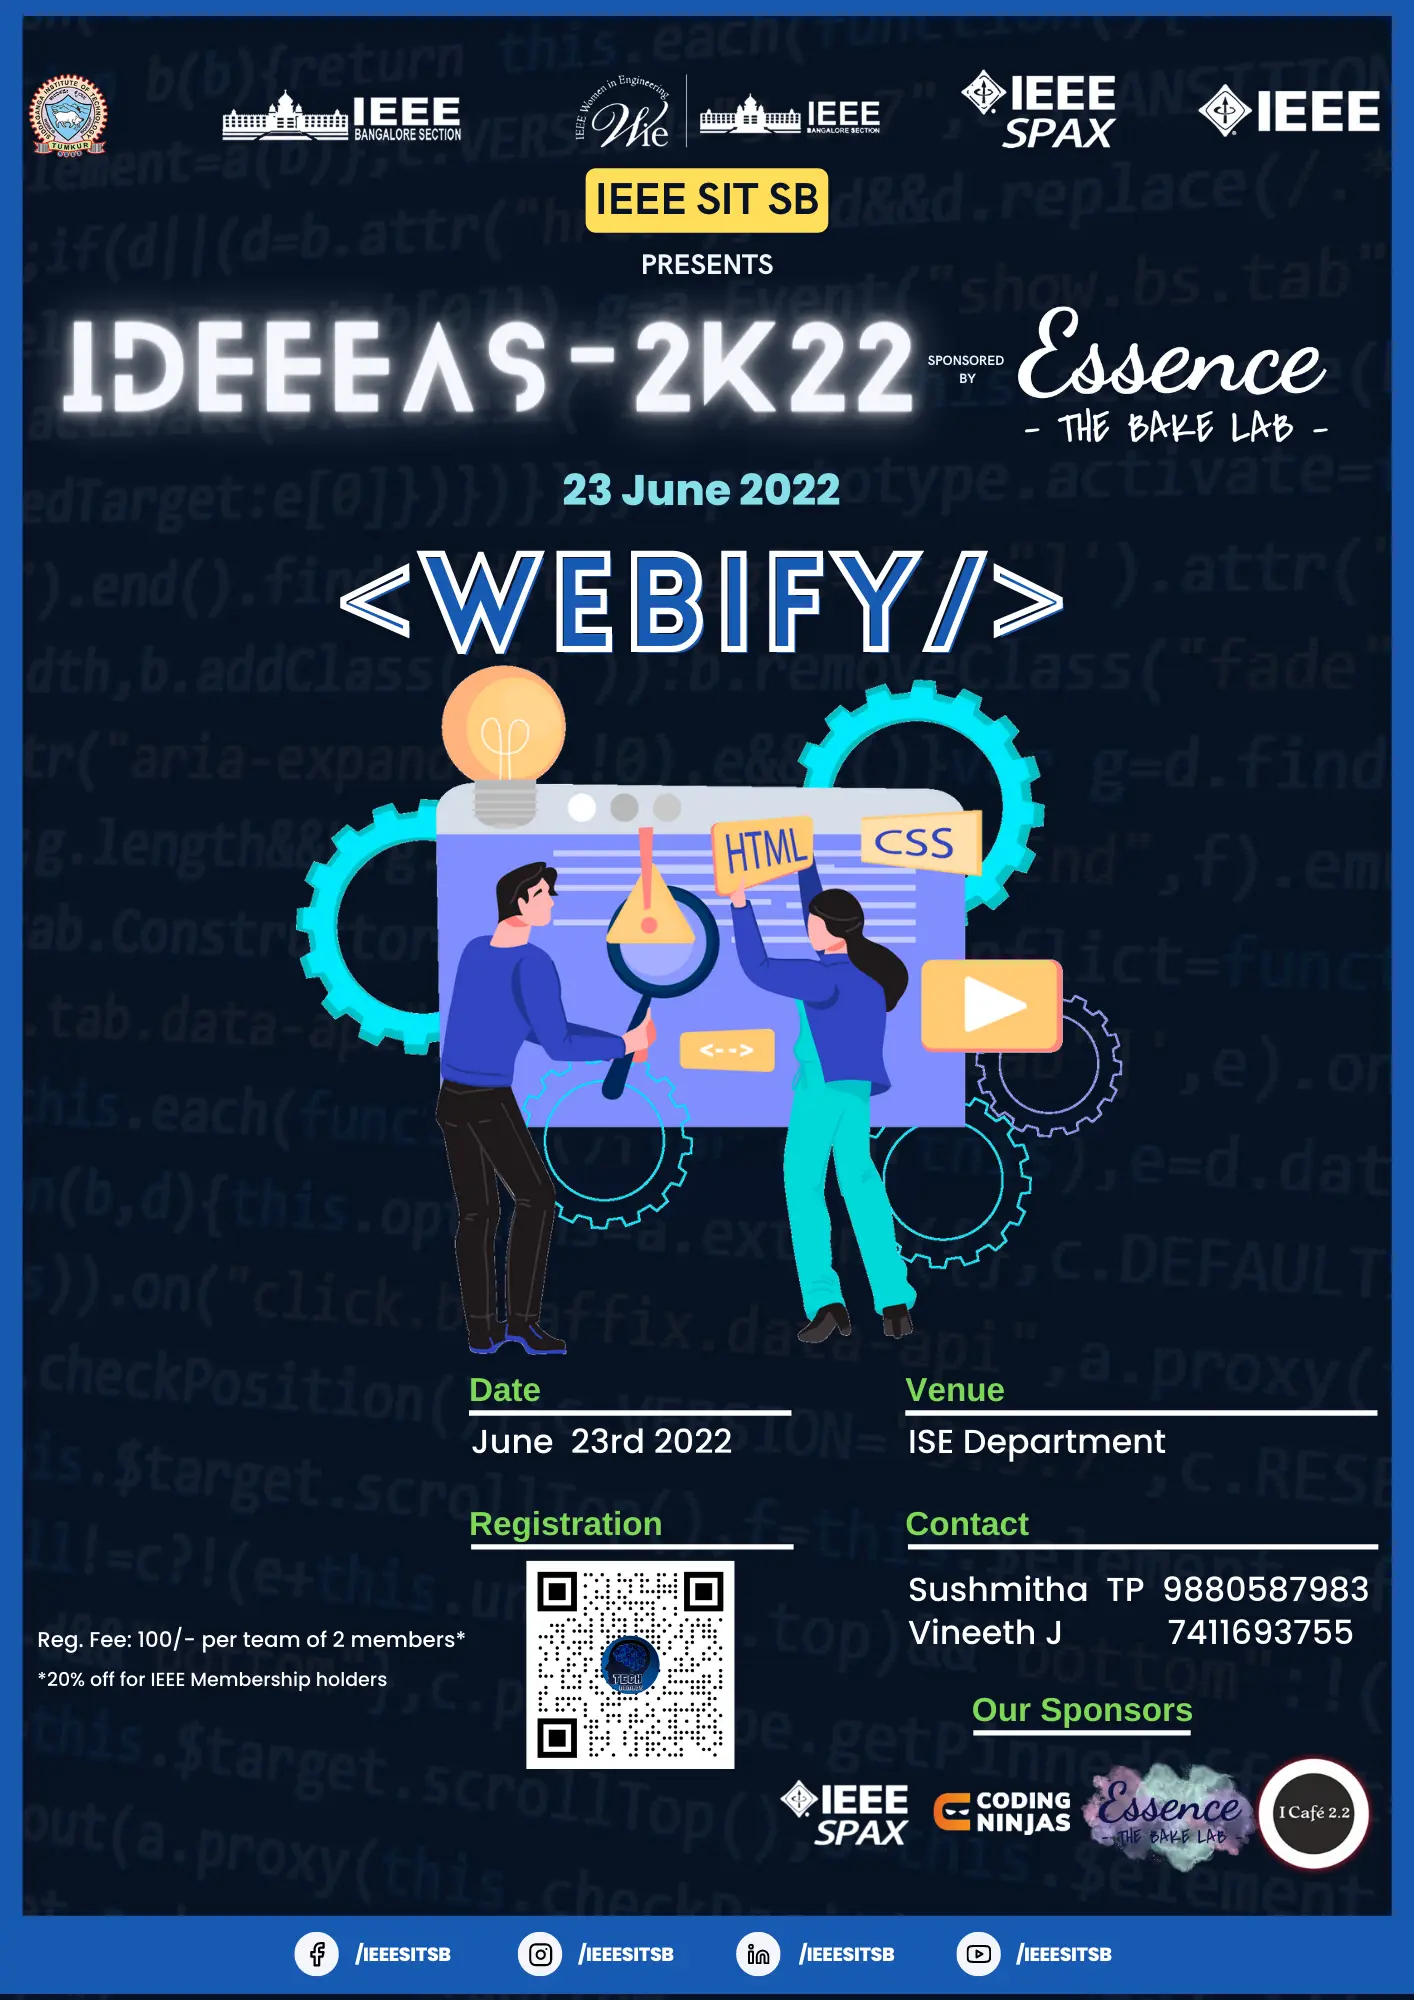 TUMKUR
IEEE
BANGALORE SECTION
IEEE Women in Engineering
WIE
IEEE
BANGALORE SECTION
IEEE
SPAX
IEEE
IEEE SIT SB
PRESENTS
IDEEEAS-2K22
SPONSORED
BY
Essence
- THE BAKE LAB -
23 June 2022
<WEBIFY/>
HTML
CSS
<-->
Date
June 23rd 2022
Venue
ISE Department
Registration
Contact
Sushmitha TP 9880587983
Vineeth J 7411693755
Reg. Fee: 100/- per team of 2 members*
*20% off for IEEE Membership holders
TECH
Our Sponsors
IEEE
SPAX
CODING
NINJAS
Essence
- THE BAKE LAB -
I Café 2.2
/IEEESITSB
/IEEESITSB
/IEEESITSB
/IEEESITSB